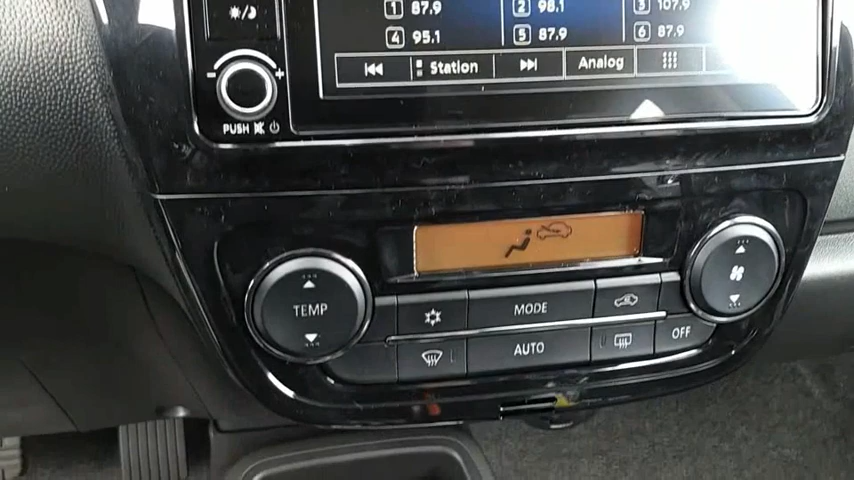 1 87.9 2 98.1 3 107.9
4 95.1 5 87.9 6 87.9
Station Analog
- +
PUSH
TEMP
MODE
AUTO
OFF